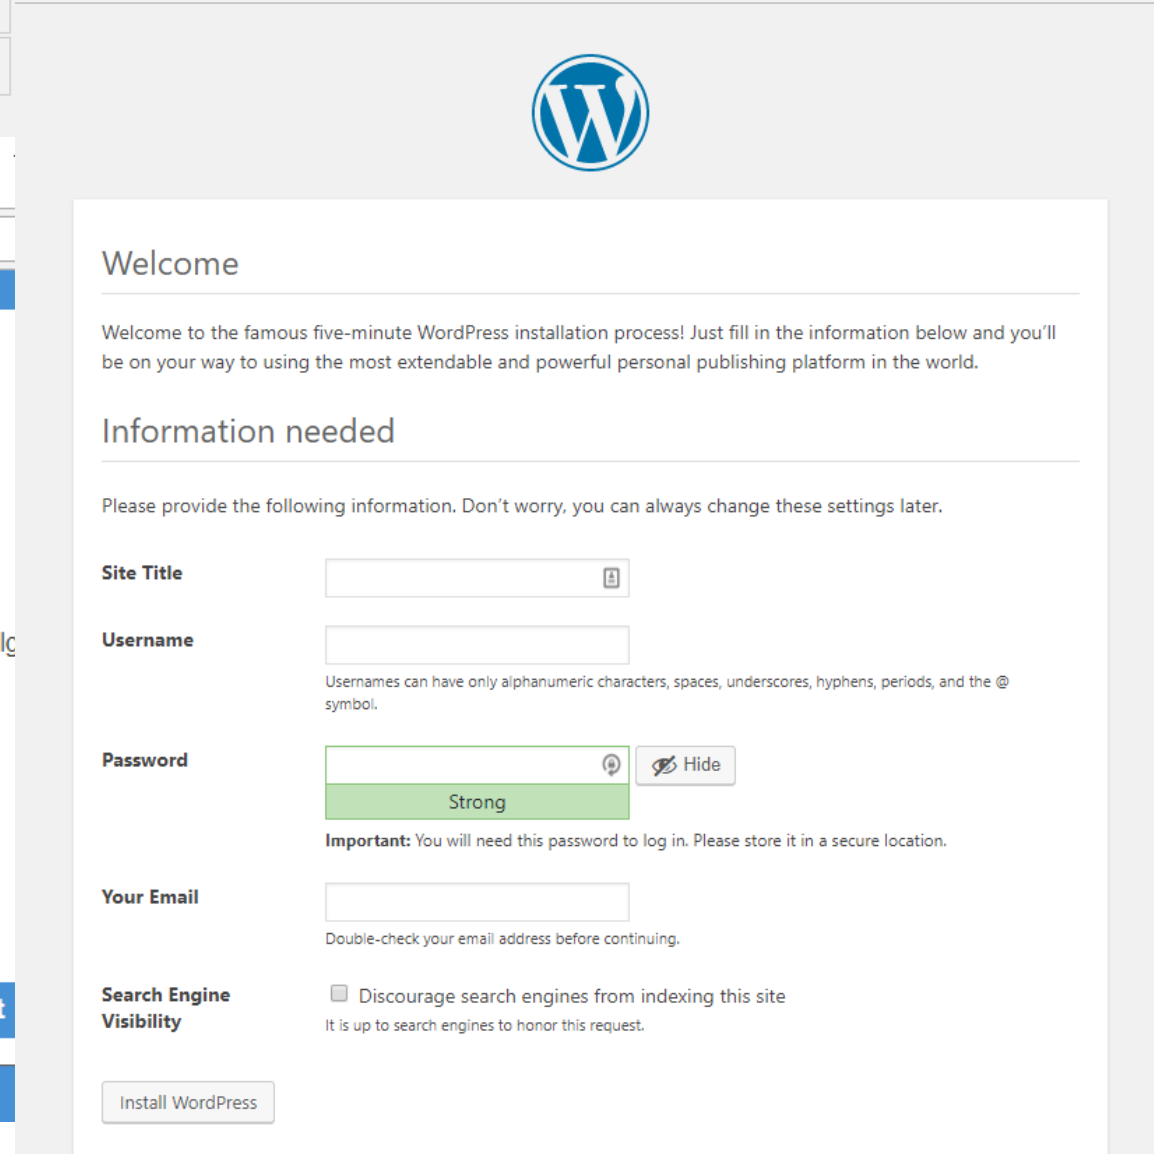 Welcome
Welcome to the famous five-minute WordPress installation process! Just fill in the information below and you’ll
be on your way to using the most extendable and powerful personal publishing platform in the world.
Information needed
Please provide the following information. Don’t worry, you can always change these settings later.
Site Title
Username
Usernames can have only alphanumeric characters, spaces, underscores, hyphens, periods, and the @
symbol.
Password
Hide
Strong
Important: You will need this password to log in. Please store it in a secure location.
Your Email
Double-check your email address before continuing.
Search Engine
Visibility
Discourage search engines from indexing this site
It is up to search engines to honor this request.
Install WordPress